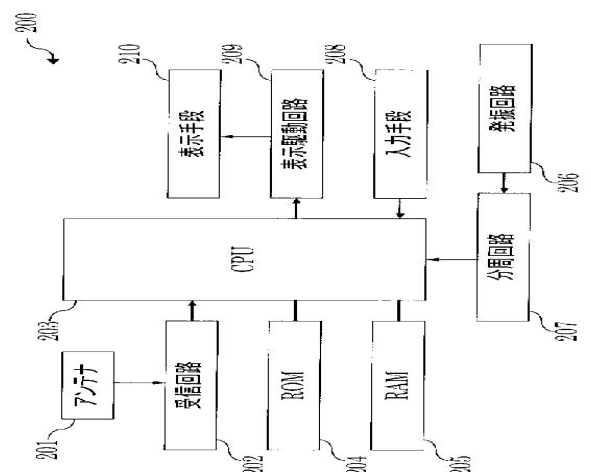 200
210
表示手段
209
表示駆動回路
208
入力手段
発振回路
206
203
CPU
分周回路
207
アンテナ
201
受信回路
202
ROM
204
RAM
205